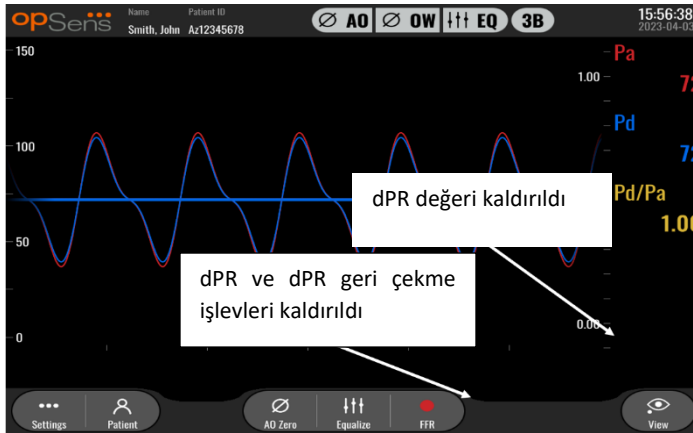 opSens
Name Patient ID
Smith, John Az12345678
AO OW EQ 3B
15:56:38
2023-04-03
150
100
50
0
1.00
0.00
Pa
Pd
Pd/Pa
dPR değeri kaldırıldı
dPR ve dPR geri çekme
işlevleri kaldırıldı
Settings Patient AO Zero Equalize FFR View